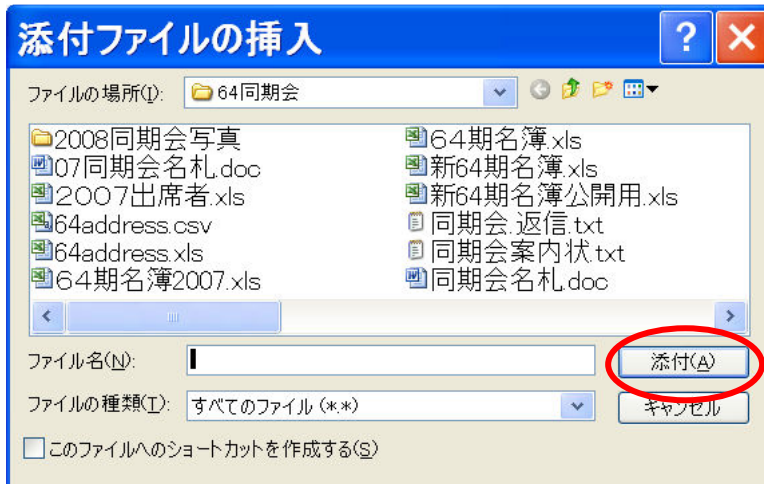 添付ファイルの挿入
ファイルの場所(I): 64同期会
2008同期会写真
07同期会名札.doc
2007出席者.xls
64address.csv
64address.xls
64期名簿2007.xls
64期名簿.xls
新64期名簿.xls
新64期名簿公開用.xls
同期会.返信.txt
同期会案内状.txt
同期会名札.doc
ファイル名(N): 添付(A)
ファイルの種類(T): すべてのファイル (*.*) キャンセル
このファイルへのショートカットを作成する(S)